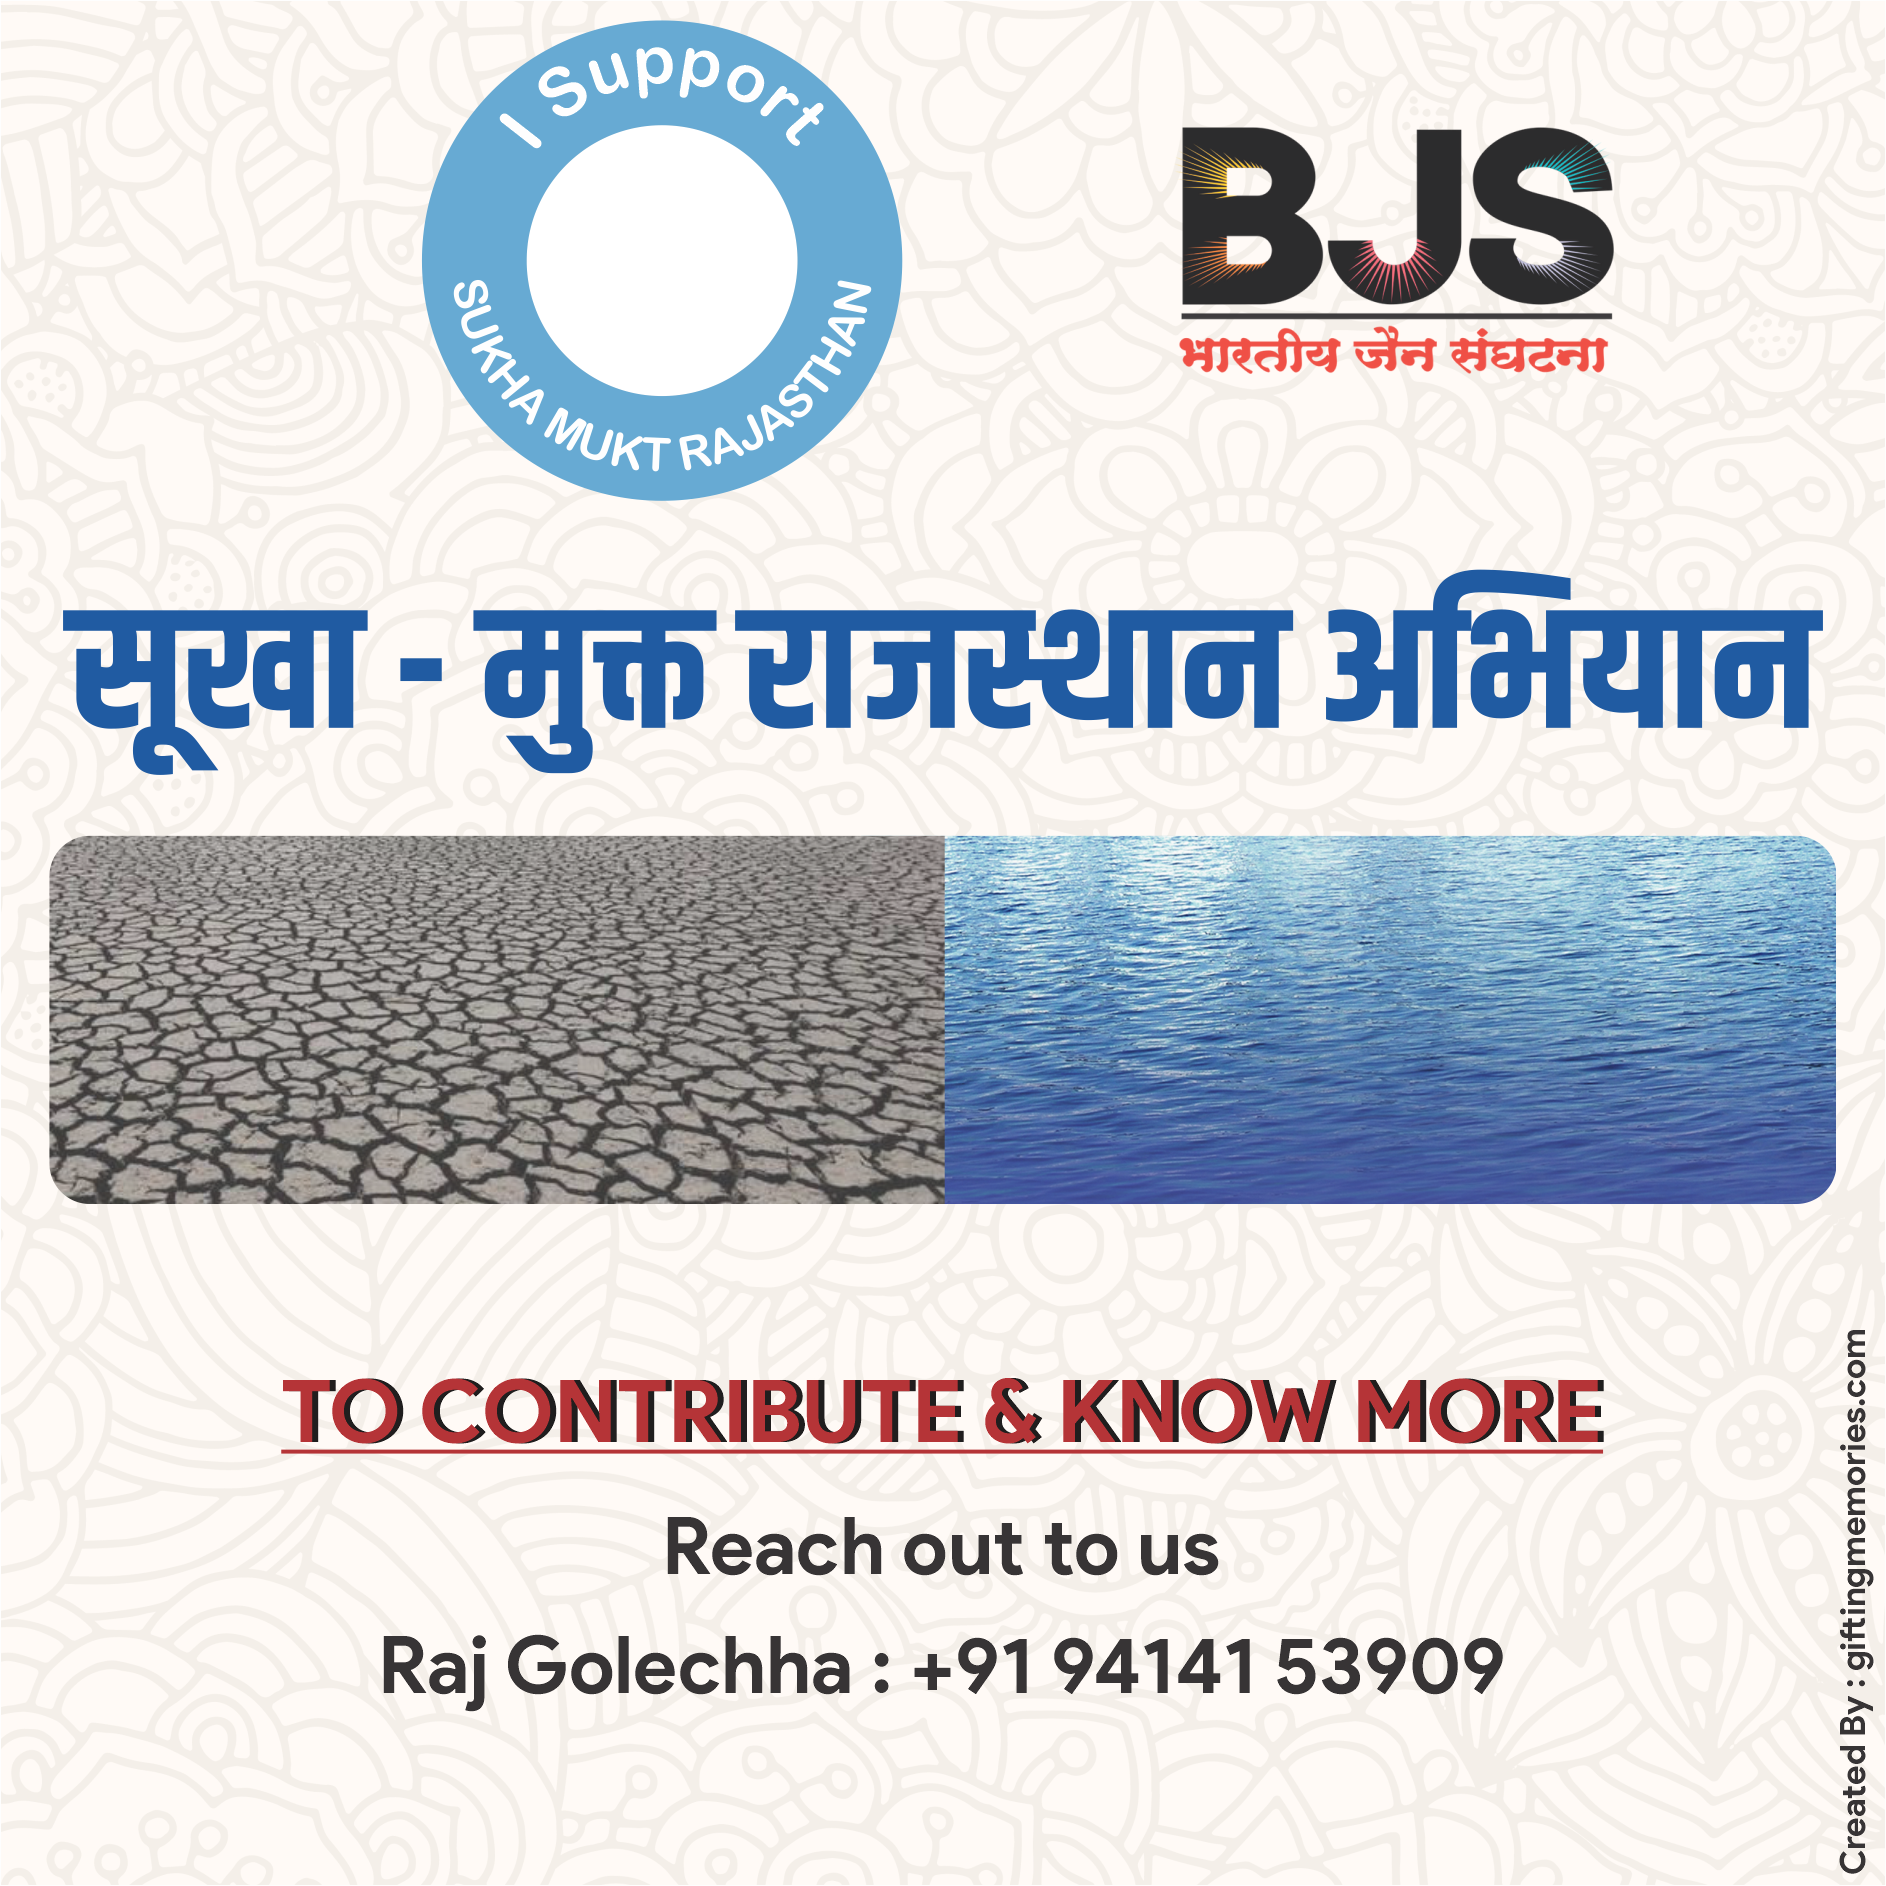 I Support
SUKHA MUKT RAJASTHAN
BJS
भारतीय जैन संघटना
सूखा - मुक्त राजस्थान अभियान
TO CONTRIBUTE & KNOW MORE
Reach out to us
Raj Golechha : +91 94141 53909
Created By : giftingmemories.com